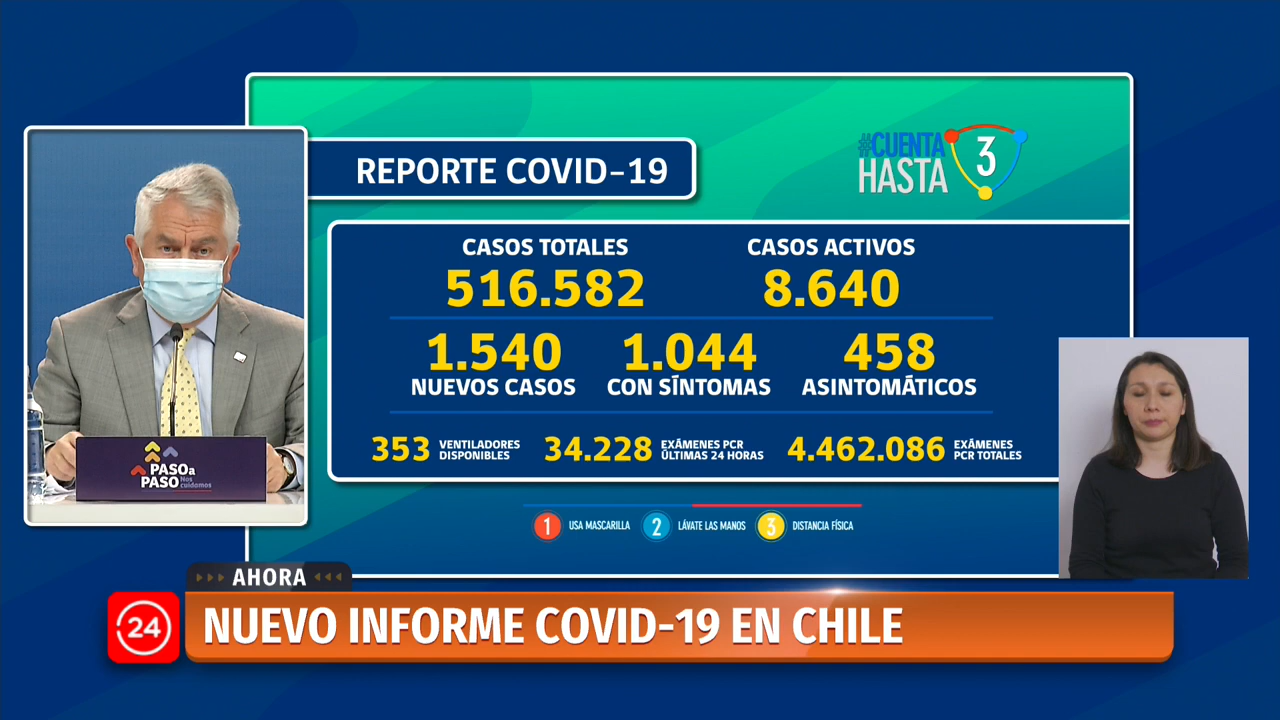 #CUENTA
HASTA 3
REPORTE COVID-19
CASOS TOTALES
516.582
CASOS ACTIVOS
8.640
1.540
NUEVOS CASOS
1.044
CON SÍNTOMAS
458
ASINTOMÁTICOS
353 VENTILADORES
DISPONIBLES
34.228 EXÁMENES PCR
ÚLTIMAS 24 HORAS
4.462.086 EXÁMENES
PCR TOTALES
PASO a
PASO Nos
cuidamos
1 USA MASCARILLA
2 LÁVATE LAS MANOS
3 DISTANCIA FÍSICA
AHORA
24
NUEVO INFORME COVID-19 EN CHILE